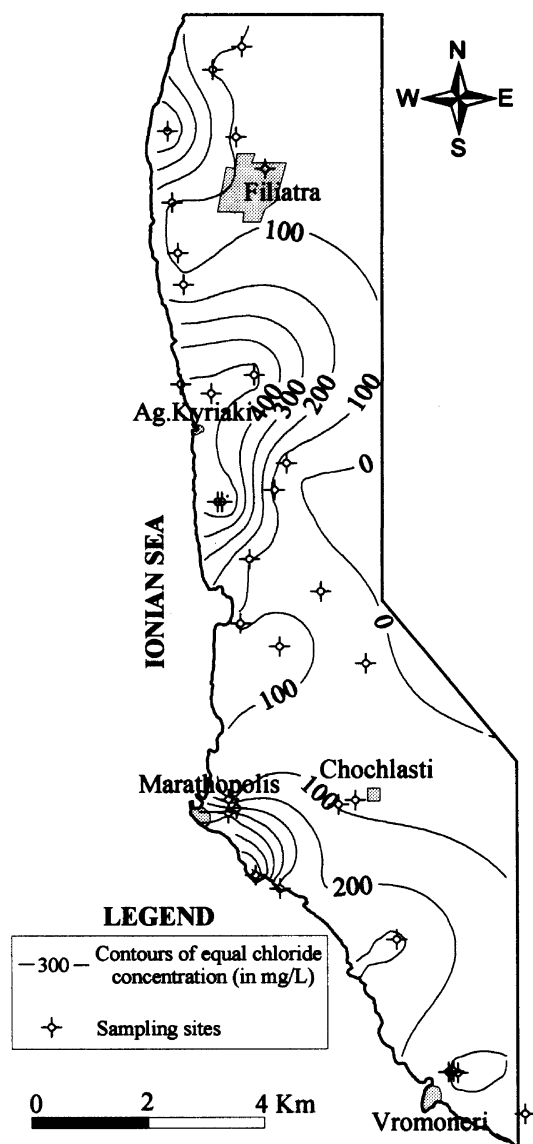 N
W E
S
Filiatra
100
400
300
200
100
Ag.Kyriaki
0
IONIAN SEA
0
100
Marathopolis
Chochlasti
100
200
LEGEND
—300— Contours of equal chloride
concentration (in mg/L)
Sampling sites
0 2 4 Km
Vromoneri